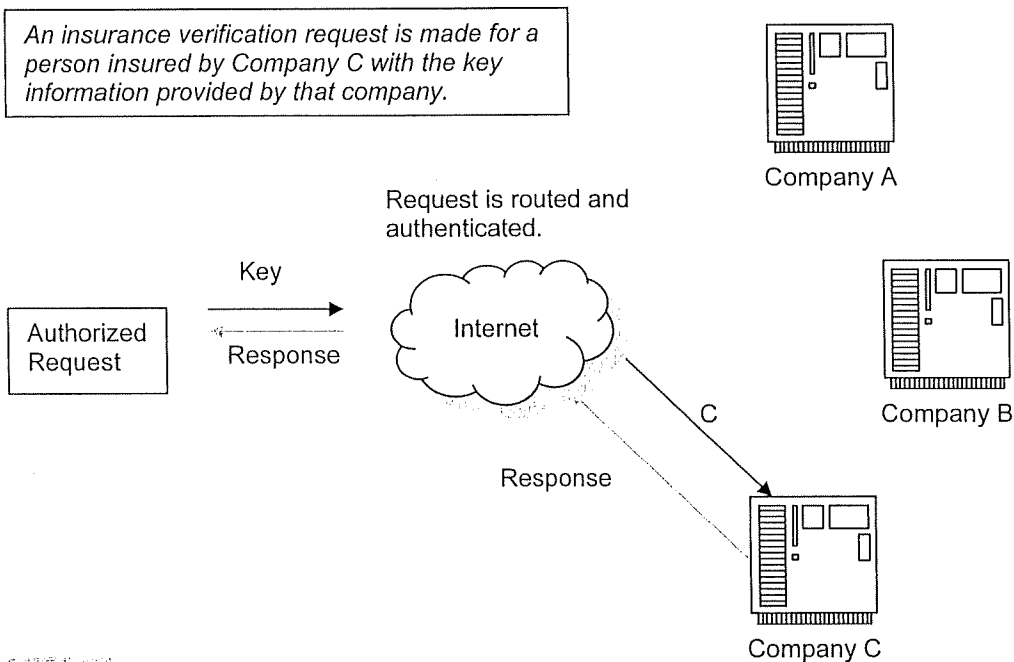 An insurance verification request is made for a
person insured by Company C with the key
information provided by that company.
Company A
Request is routed and
authenticated.
Key
Authorized
Request
Response
Internet
Company B
C
Response
Company C